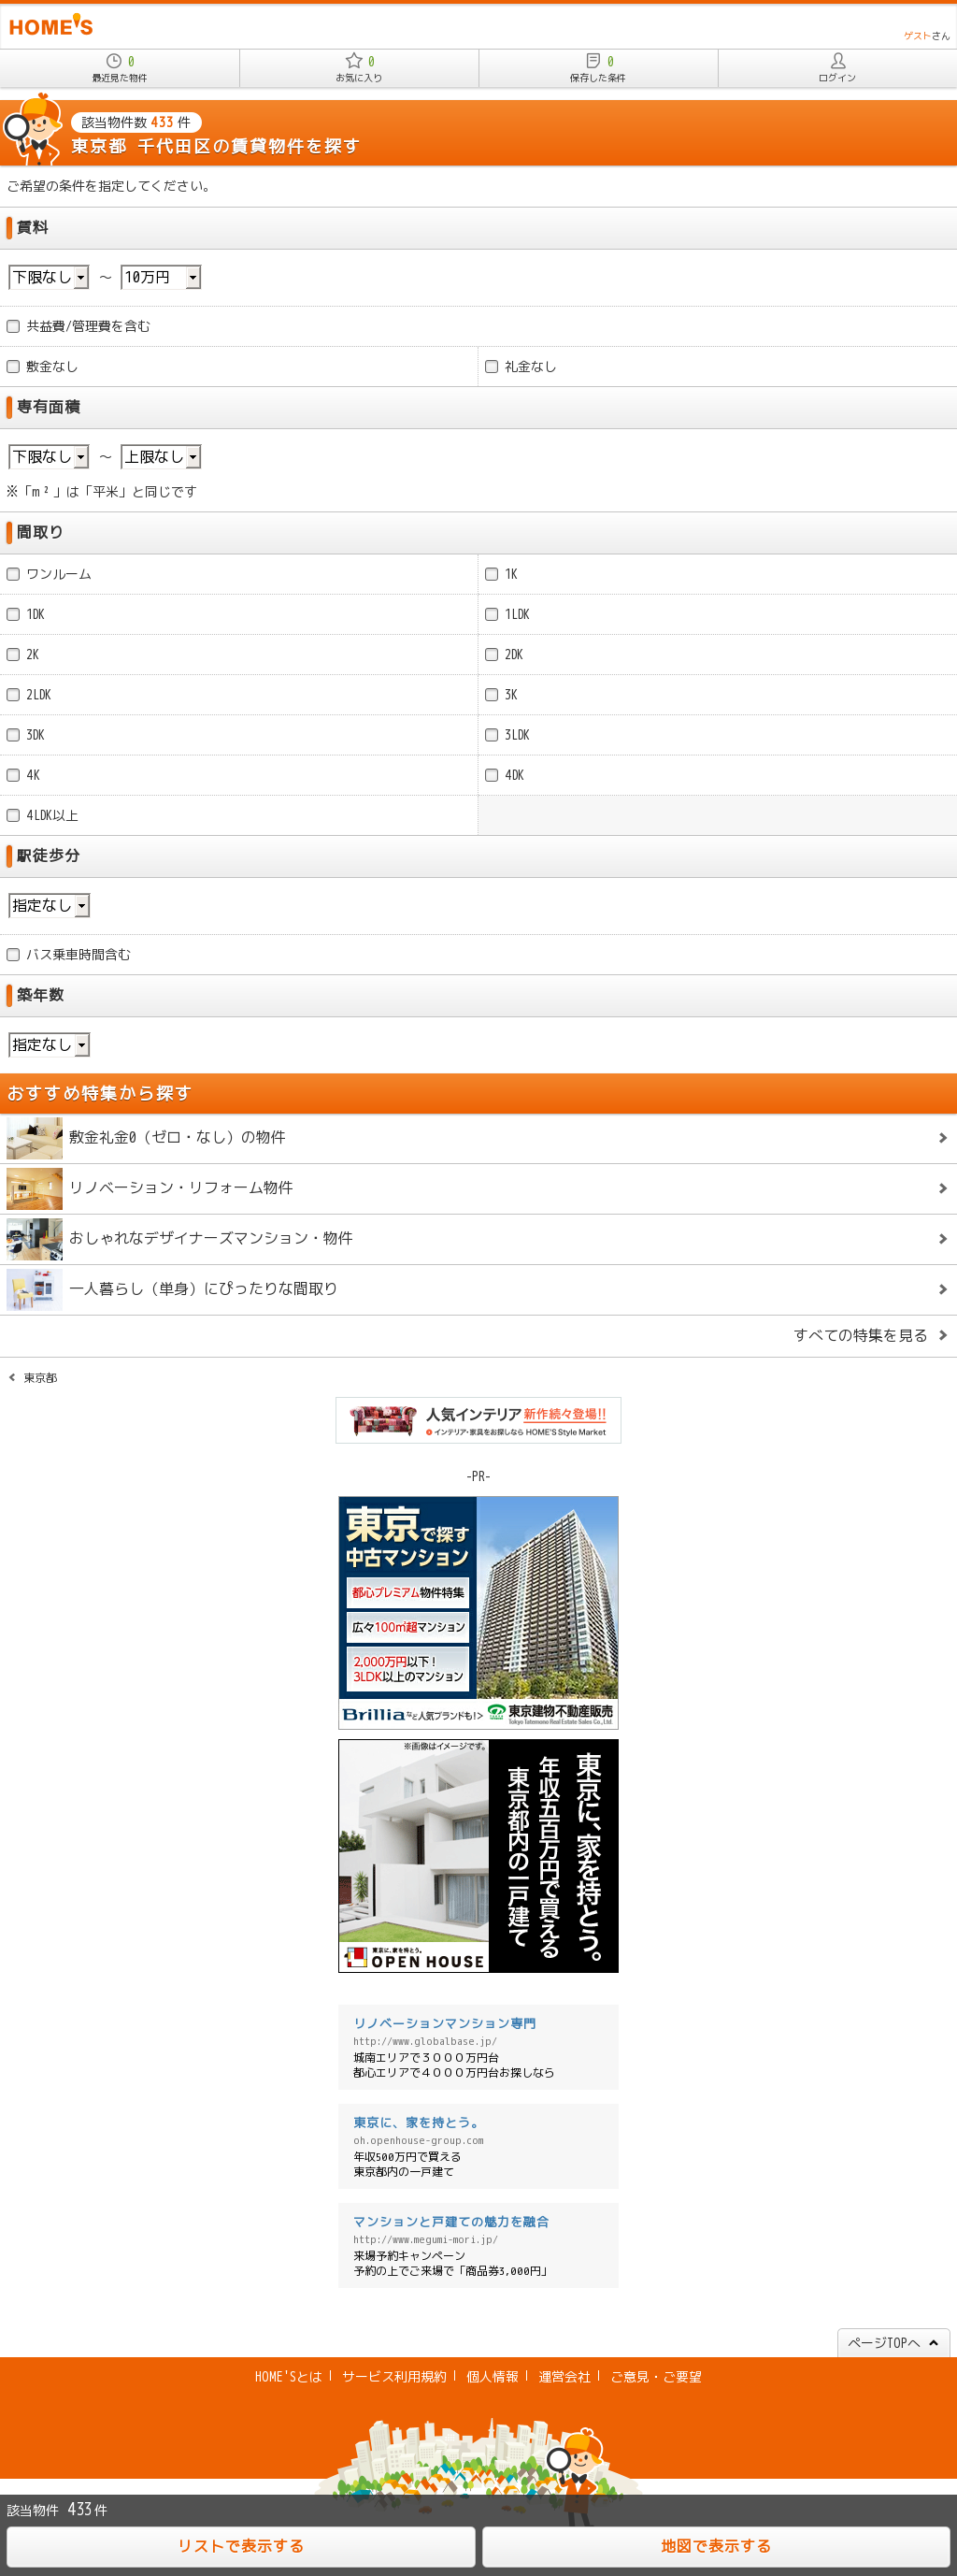 HOME'S
ゲストさん
0
最近見た物件
0
お気に入り
0
保存した条件
ログイン
該当物件数 433 件
東京都 千代田区の賃貸物件を探す
ご希望の条件を指定してください。
賃料
下限なし ～ 10万円
共益費/管理費を含む
敷金なし
礼金なし
専有面積
下限なし ～ 上限なし
※「m²」は「平米」と同じです
間取り
ワンルーム
1K
1DK
1LDK
2K
2DK
2LDK
3K
3DK
3LDK
4K
4DK
4LDK以上
駅徒歩分
指定なし
バス乗車時間含む
築年数
指定なし
おすすめ特集から探す
敷金礼金0（ゼロ・なし）の物件
リノベーション・リフォーム物件
おしゃれなデザイナーズマンション・物件
一人暮らし（単身）にぴったりな間取り
すべての特集を見る
東京都
人気インテリア新作続々登場!!
インテリア・家具をお探しなら HOME'S Style Market
-PR-
東京で探す
中古マンション
都心プレミアム物件特集
広々100㎡超マンション
2,000万円以下！
3LDK以上のマンション
Brilliaなど人気ブランドも！> 東京建物不動産販売
Tokyo Tatemono Real Estate Sales Co.,Ltd.
※画像はイメージです。
東京に、家を持とう。
年収五百万円で買える
東京都内の一戸建て
東京に、家を持とう。
OPEN HOUSE
リノベーションマンション専門
http://www.globalbase.jp/
城南エリアで３０００万円台
都心エリアで４０００万円台お探しなら
東京に、家を持とう。
oh.openhouse-group.com
年収500万円で買える
東京都内の一戸建て
マンションと戸建ての魅力を融合
http://www.megumi-mori.jp/
来場予約キャンペーン
予約の上でご来場で「商品券3,000円」
ページTOPへ
HOME'Sとは | サービス利用規約 | 個人情報 | 運営会社 | ご意見・ご要望
該当物件 433件
リストで表示する
地図で表示する